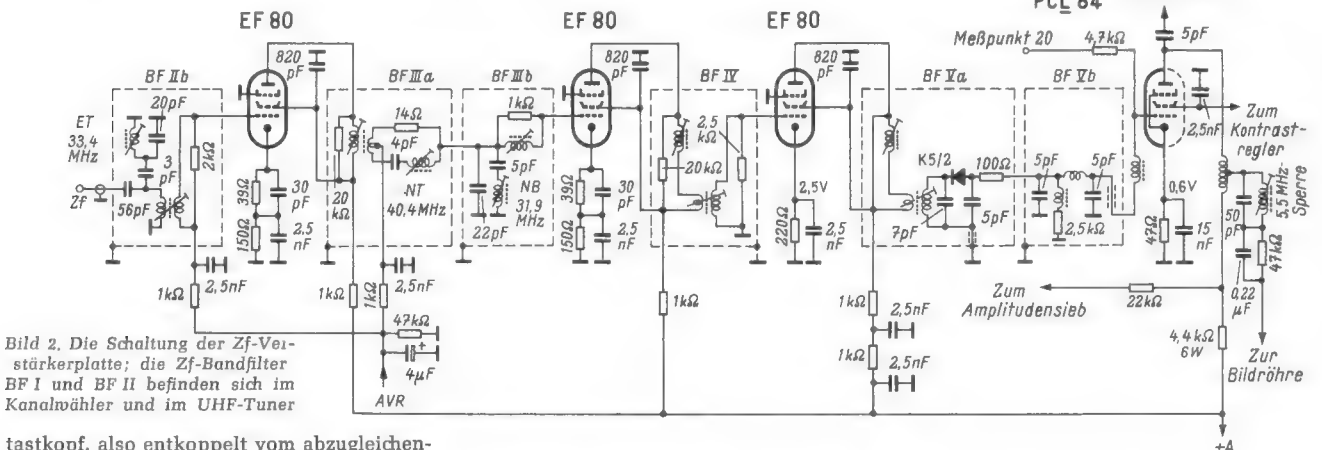 EF 80
EF 80
EF 80
PCL 84
820 pF
820 pF
820 pF
5pF
Meßpunkt 20
4,7kΩ
BF IIb
BF IIIa
BF IIIb
BF IV
BF Va
BF Vb
ET 33,4 MHz
20pF
3 pF
2kΩ
Zf
56pF
39Ω
30 pF
150Ω
2,5 nF
20 kΩ
14Ω
4pF
NT 40,4MHz
1kΩ
5pF
NB 31,9 MHz
22pF
39Ω
30 pF
150Ω
2,5 nF
2,5 kΩ
20kΩ
2,5V
220Ω
2,5 nF
K5/2
100Ω
5pF
7pF
5pF
5pF
2,5kΩ
2,5nF
Zum Kontrast-
regler
0,6V
47Ω
15 nF
50 pF
5,5 MHz-
Sperre
47kΩ
0,22 µF
1kΩ
2,5nF
1kΩ
1kΩ
2,5nF
47kΩ
4µF
+
AVR
1kΩ
1kΩ
2,5nF
1kΩ
2,5nF
Zum
Amplitudensieb
22kΩ
4,4kΩ
6W
Zur
Bildröhre
+A
Bild 2. Die Schaltung der Zf-Ver-
stärkerplatte; die Zf-Bandfilter
BF I und BF II befinden sich im
Kanalwähler und im UHF-Tuner
tastkopf, also entkoppelt vom abzugleichen-